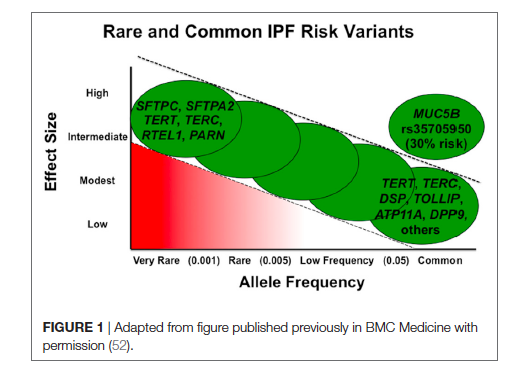 Rare and Common IPF Risk Variants
Effect Size
High
Intermediate
Modest
Low
SFTPC, SFTPA2
TERT, TERC,
RTEL1, PARN
MUC5B
rs35705950
(30% risk)
TERT, TERC,
DSP, TOLLIP,
ATP11A, DPP9,
others
Very Rare (0.001) Rare (0.005) Low Frequency (0.05) Common
Allele Frequency
FIGURE 1 | Adapted from figure published previously in BMC Medicine with
permission (52).